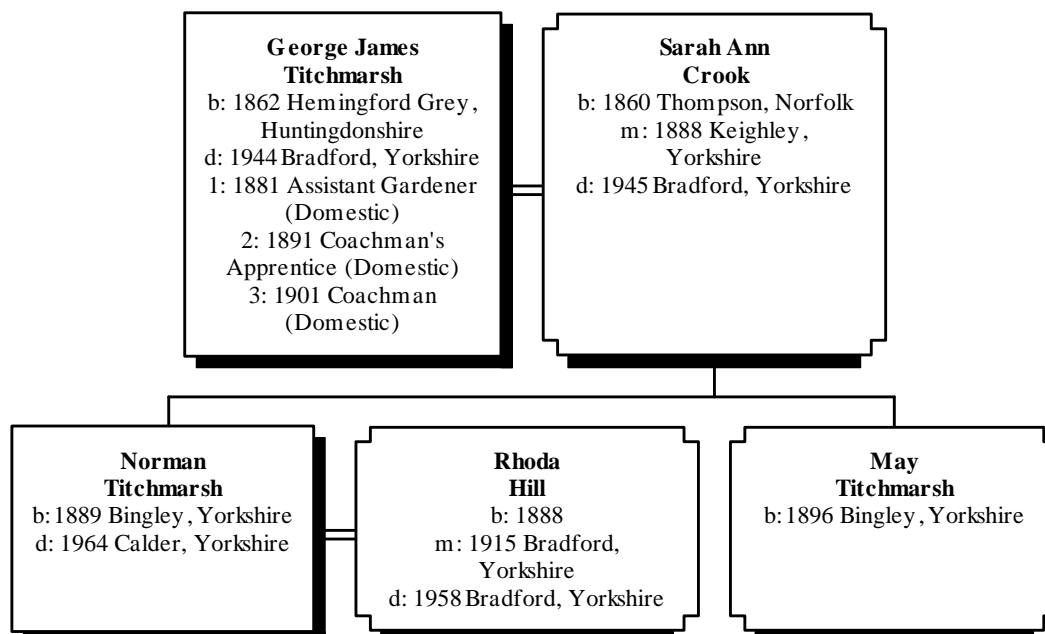 George James
Titchmarsh
b: 1862 Hemingford Grey,
Huntingdonshire
d: 1944 Bradford, Yorkshire
1: 1881 Assistant Gardener
(Domestic)
2: 1891 Coachman's
Apprentice (Domestic)
3: 1901 Coachman
(Domestic)
Sarah Ann
Crook
b: 1860 Thompson, Norfolk
m: 1888 Keighley,
Yorkshire
d: 1945 Bradford, Yorkshire
Norman
Titchmarsh
b: 1889 Bingley, Yorkshire
d: 1964 Calder, Yorkshire
Rhoda
Hill
b: 1888
m: 1915 Bradford,
Yorkshire
d: 1958 Bradford, Yorkshire
May
Titchmarsh
b: 1896 Bingley, Yorkshire